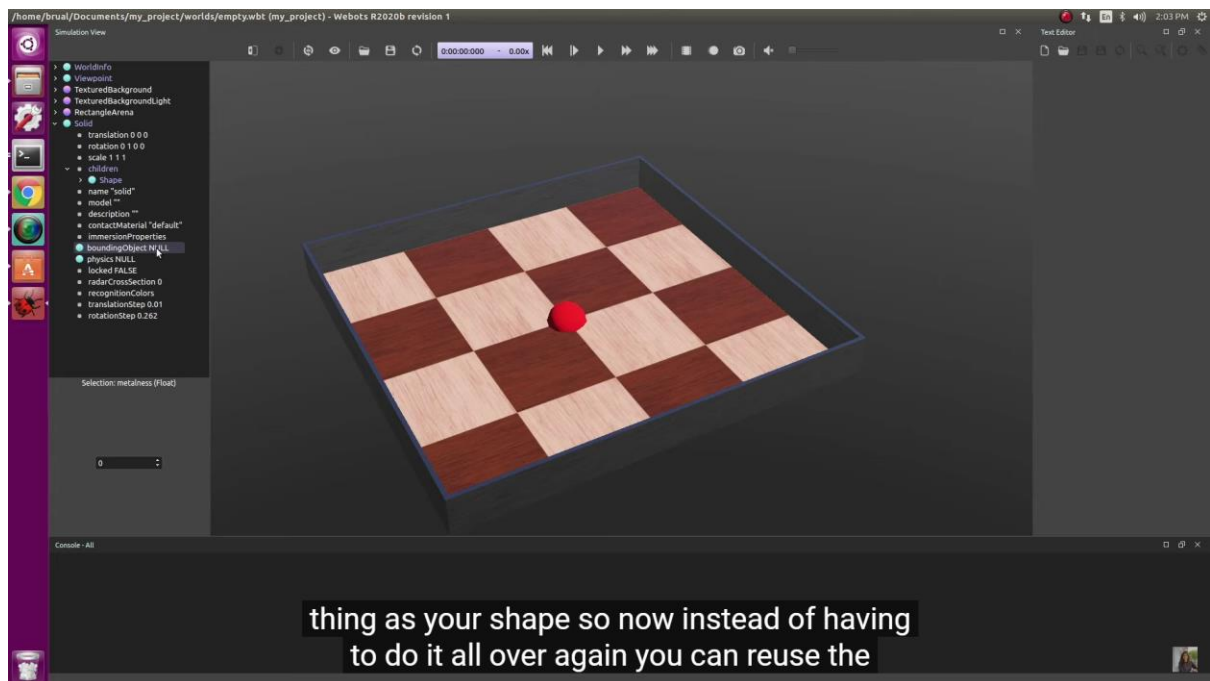 /home/brual/Documents/my_project/worlds/empty.wbt (my_project) - Webots R2020b revision 1
En
2:03 PM
Simulation View
Text Editor
0:00:00:000 - 0.00x
WorldInfo
Viewpoint
TexturedBackground
TexturedBackgroundLight
RectangleArena
Solid
translation 0 0 0
rotation 0 1 0 0
scale 1 1 1
children
Shape
name "solid"
model ""
description ""
contactMaterial "default"
immersionProperties
boundingObject NULL
physics NULL
locked FALSE
radarCrossSection 0
recognitionColors
translationStep 0.01
rotationStep 0.262
Selection: metalness (Float)
0
Console - All
thing as your shape so now instead of having
to do it all over again you can reuse the